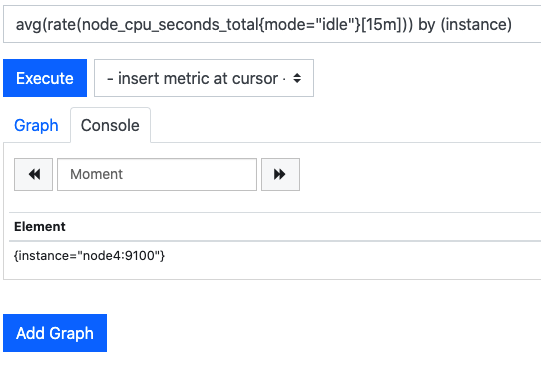 avg(rate(node_cpu_seconds_total{mode="idle"}[15m])) by (instance)
Execute
- insert metric at cursor -
Graph
Console
Moment
Element
{instance="node4:9100"}
Add Graph